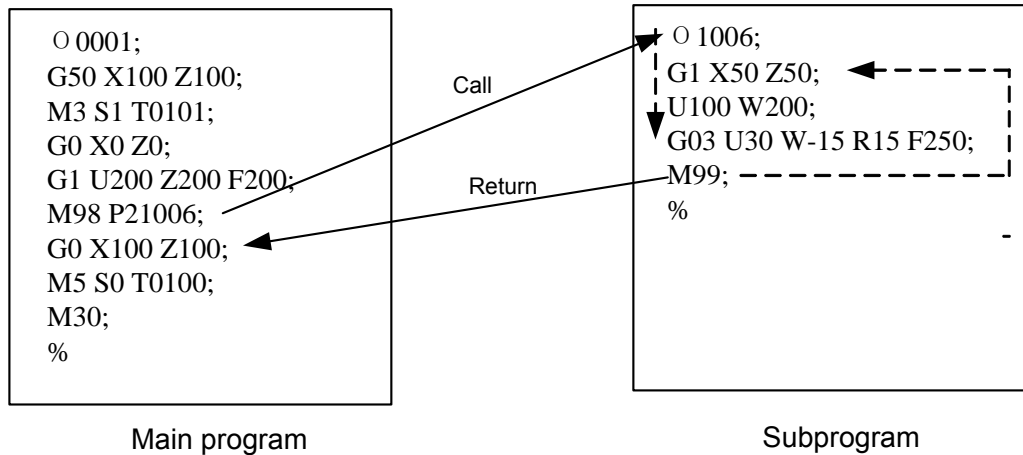 O 0001;
G50 X100 Z100;
M3 S1 T0101;
G0 X0 Z0;
G1 U200 Z200 F200;
M98 P21006;
G0 X100 Z100;
M5 S0 T0100;
M30;
%
Call
Return
O 1006;
G1 X50 Z50;
U100 W200;
G03 U30 W-15 R15 F250;
M99;
%
-
Main program
Subprogram